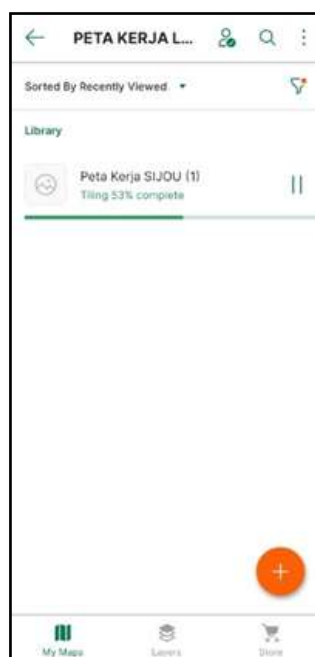 PETA KERJA L...
Sorted By Recently Viewed
Library
Peta Kerja SIJOU (1)
Tiling 53% complete
My Maps
Layers
Store